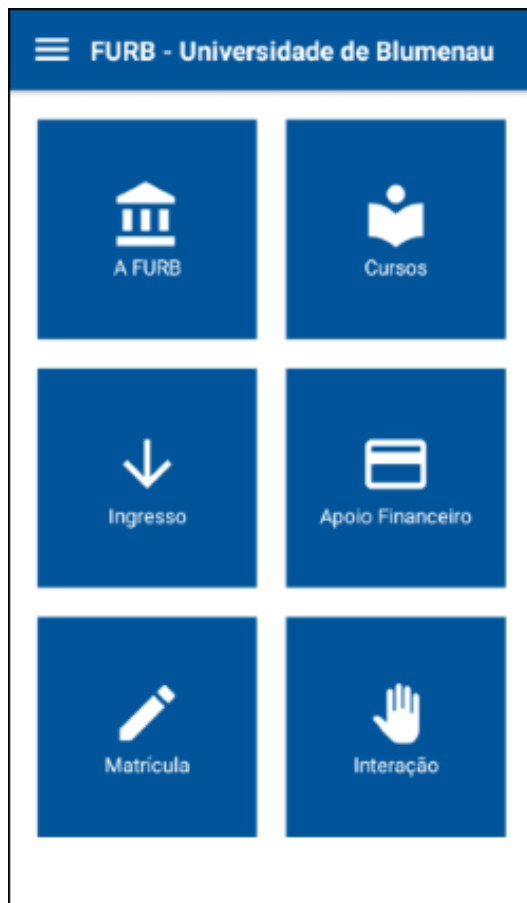 FURB - Universidade de Blumenau
A FURB
Cursos
Ingresso
Apoio Financeiro
Matrícula
Interação